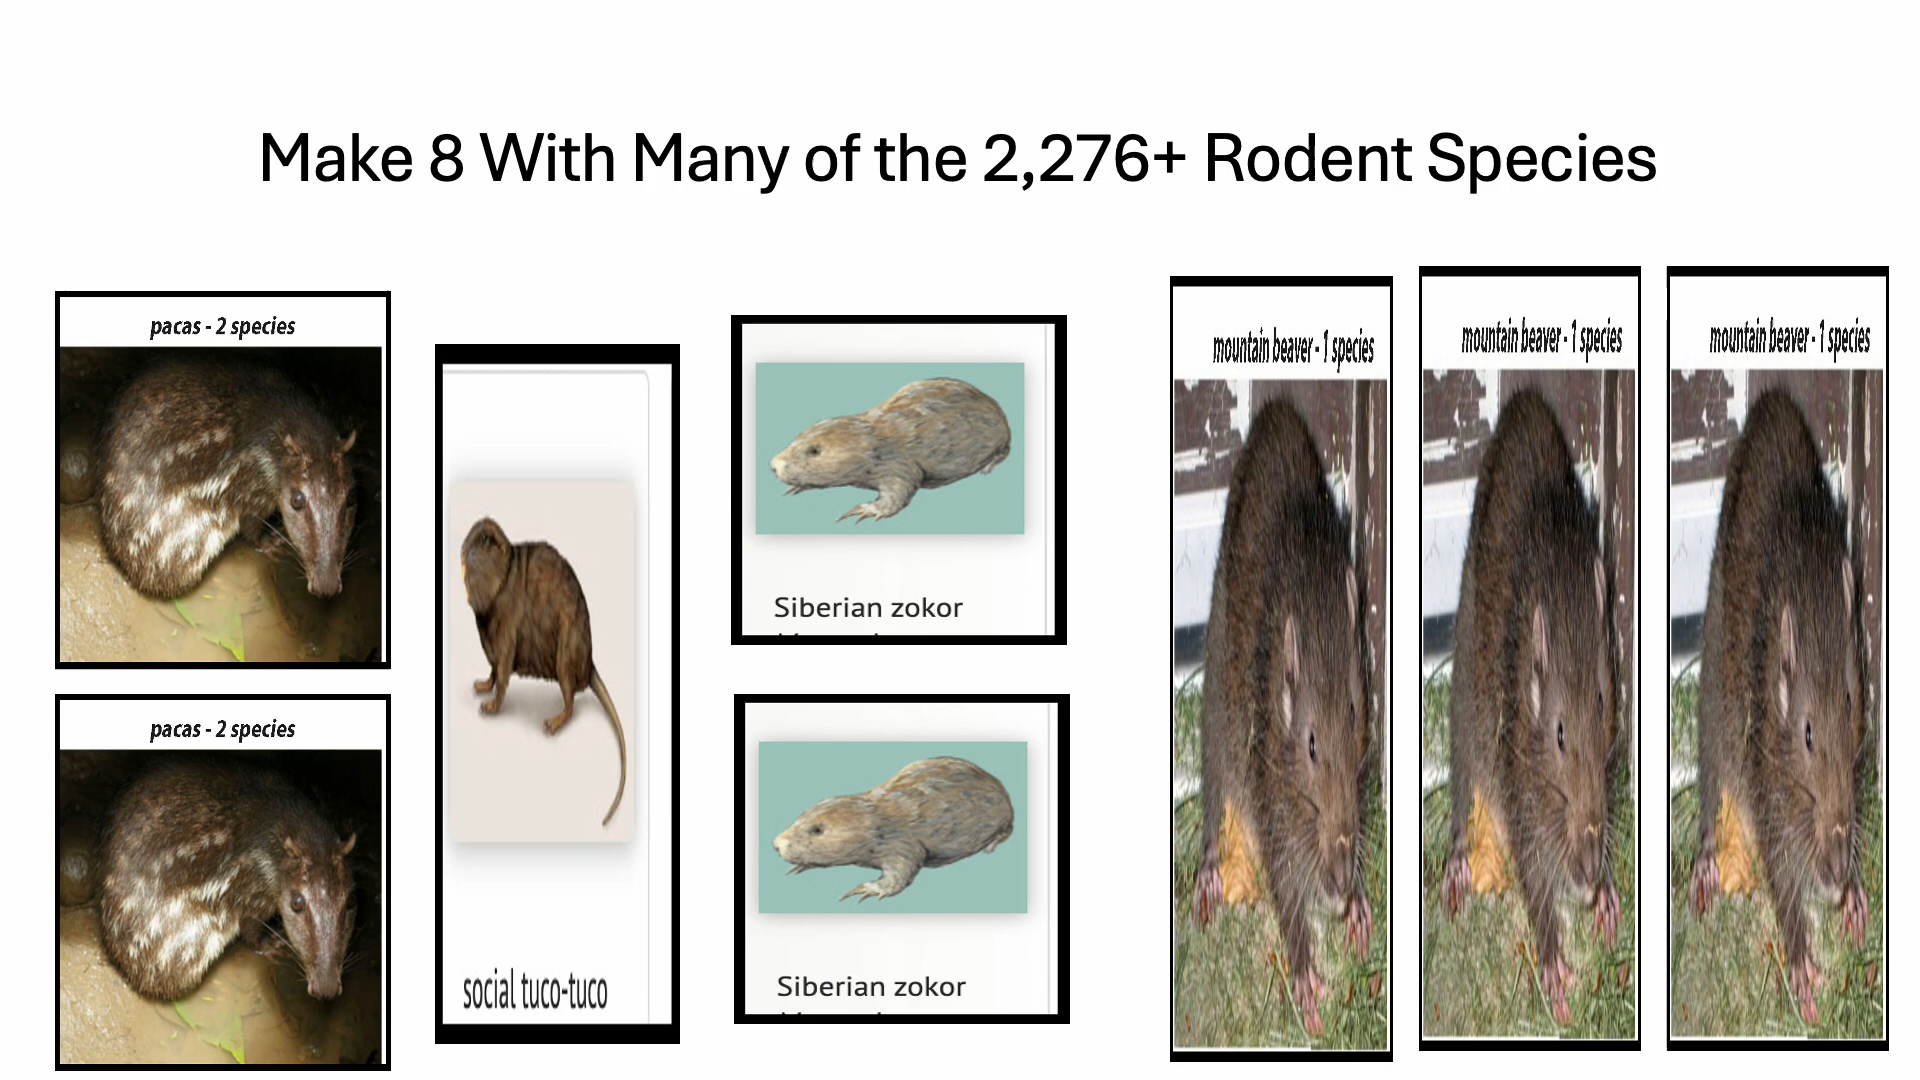 Make 8 With Many of the 2,276+ Rodent Species
pacas - 2 species
pacas - 2 species
social tuco-tuco
Siberian zokor
Siberian zokor
mountain beaver - 1 species
mountain beaver - 1 species
mountain beaver - 1 species